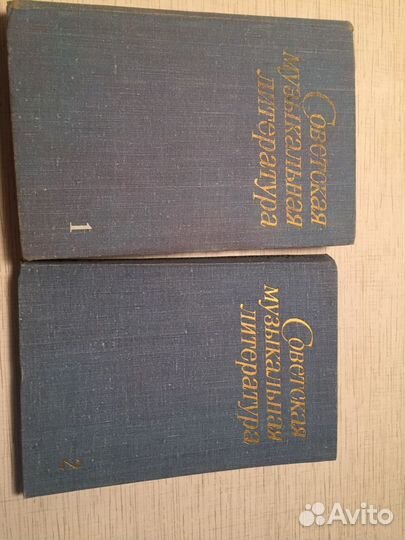 Советская
музыкальная
литература
1
Советская
музыкальная
литература
2
Avito